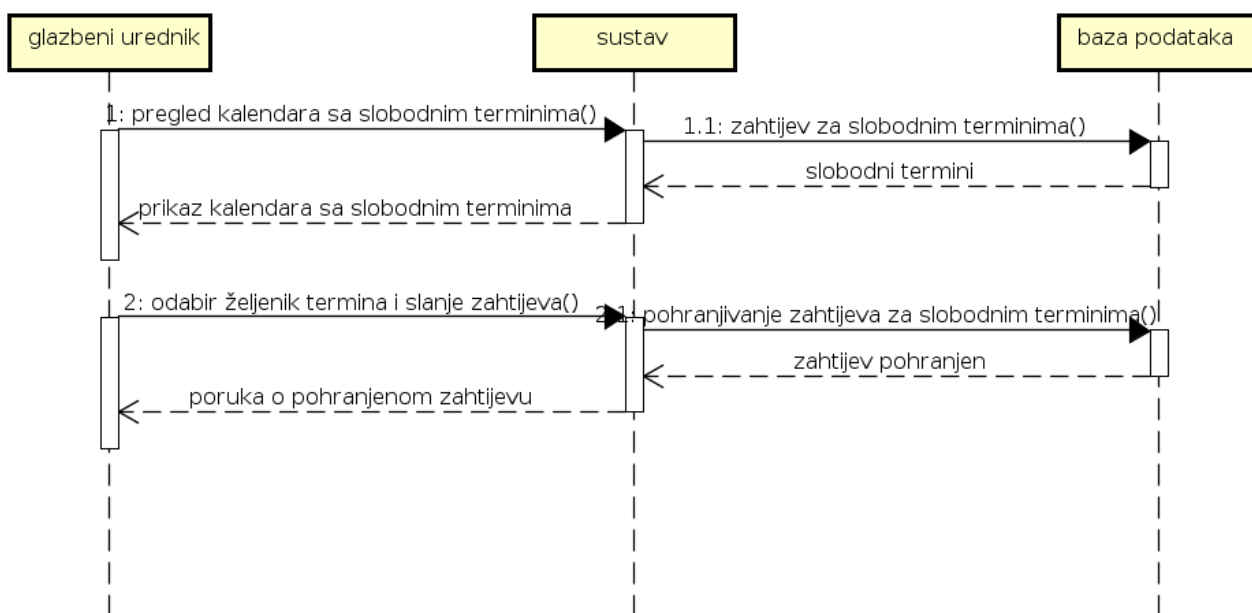 glazbeni urednik
sustav
baza podataka
1: pregled kalendara sa slobodnim terminima()
1.1: zahtijev za slobodnim terminima()
slobodni termini
prikaz kalendara sa slobodnim terminima
2: odabir željenik termina i slanje zahtijeva()
2.1: pohranjivanje zahtijeva za slobodnim terminima()
zahtijev pohranjen
poruka o pohranjenom zahtijevu